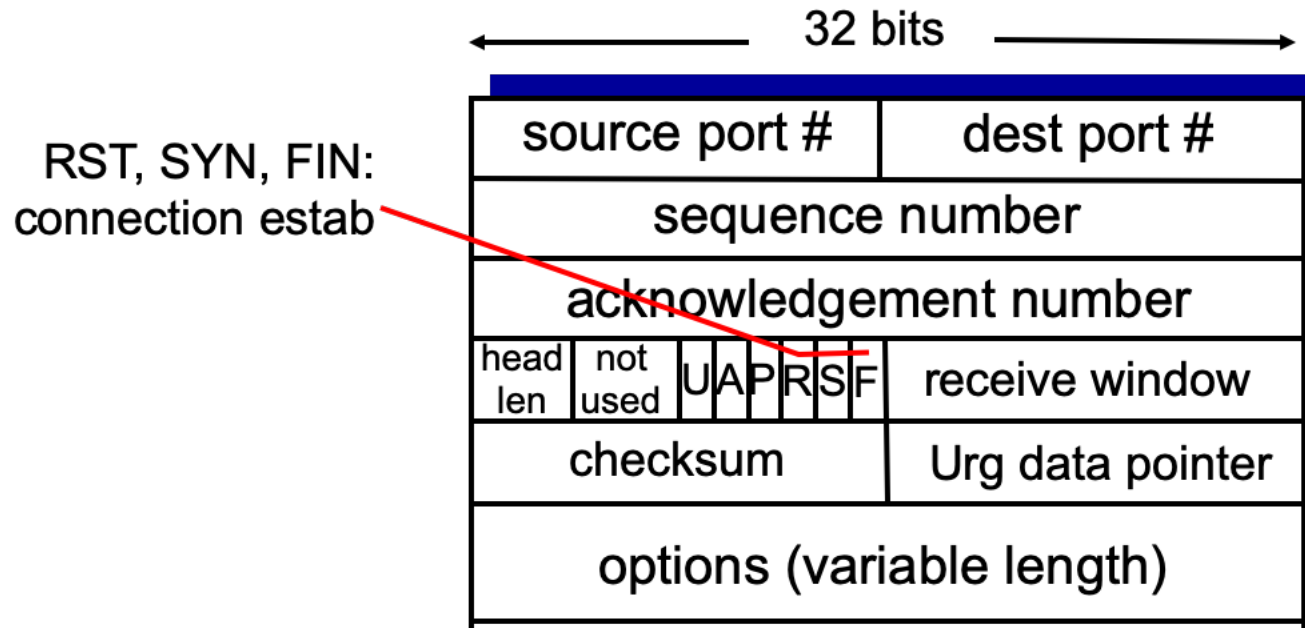 32 bits
source port #
dest port #
RST, SYN, FIN:
connection estab
sequence number
acknowledgement number
head
len
not
used
U
A
P
R
S
F
receive window
checksum
Urg data pointer
options (variable length)